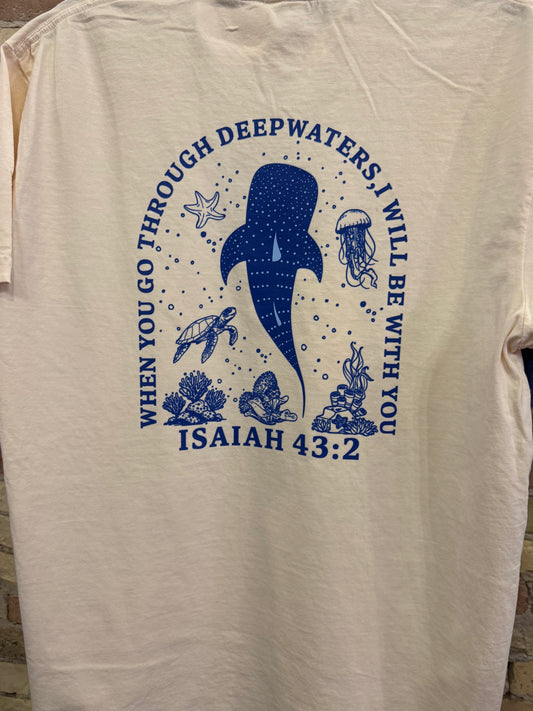 WHEN YOU GO THROUGH DEEPWATERS, I WILL BE WITH YOU
ISAIAH 43:2